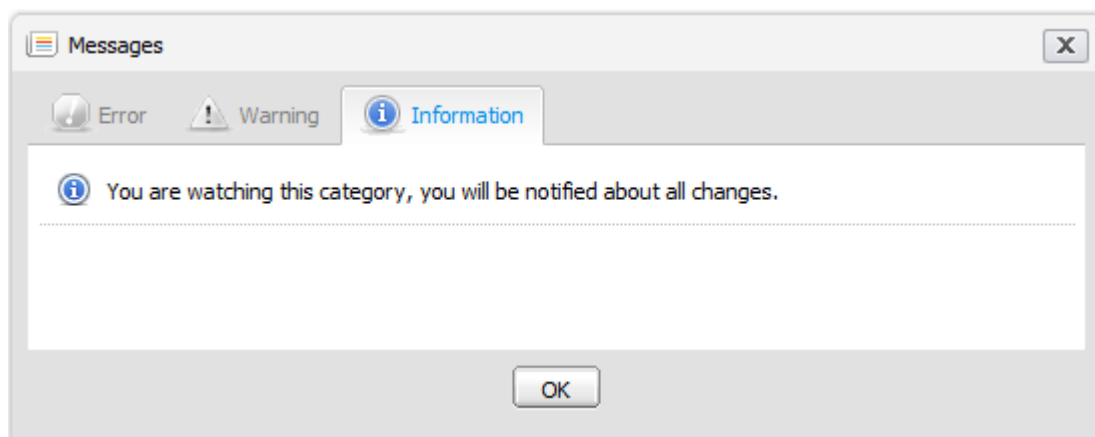 Messages
X
Error Warning Information
You are watching this category, you will be notified about all changes.
OK